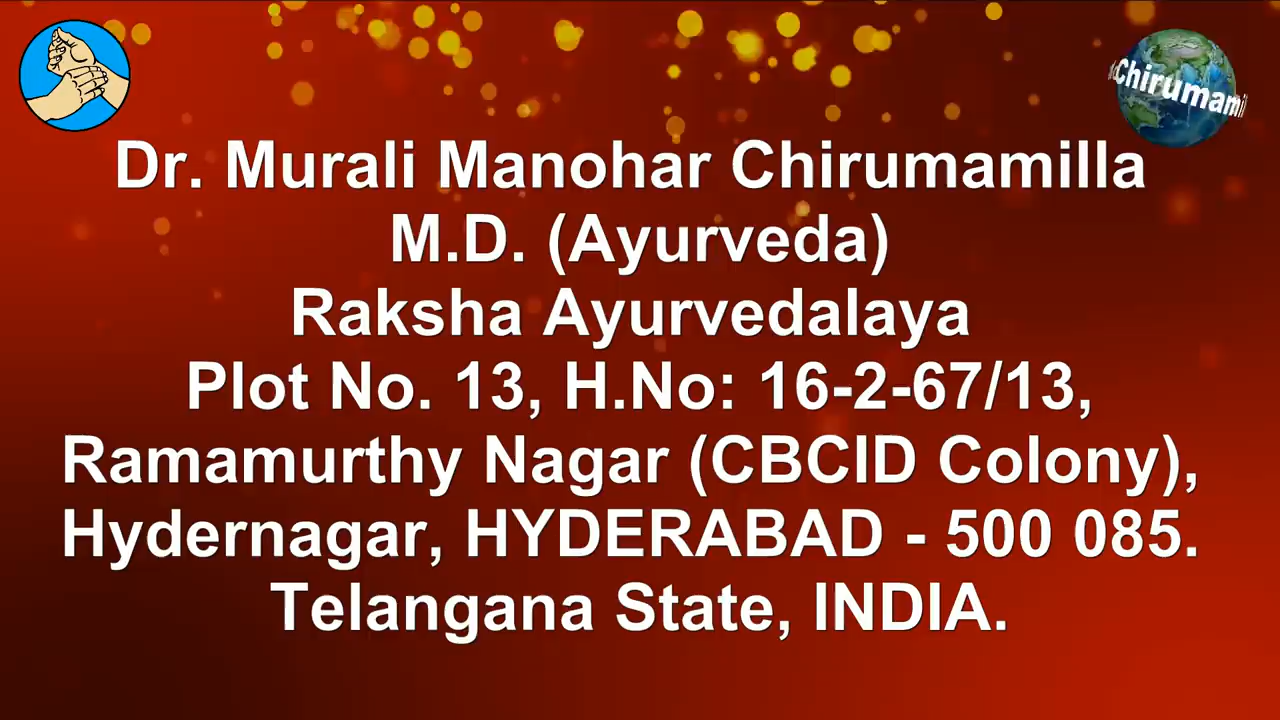 Chirumamil
Dr. Murali Manohar Chirumamilla
M.D. (Ayurveda)
Raksha Ayurvedalaya
Plot No. 13, H.No: 16-2-67/13,
Ramamurthy Nagar (CBCID Colony),
Hydernagar, HYDERABAD - 500 085.
Telangana State, INDIA.